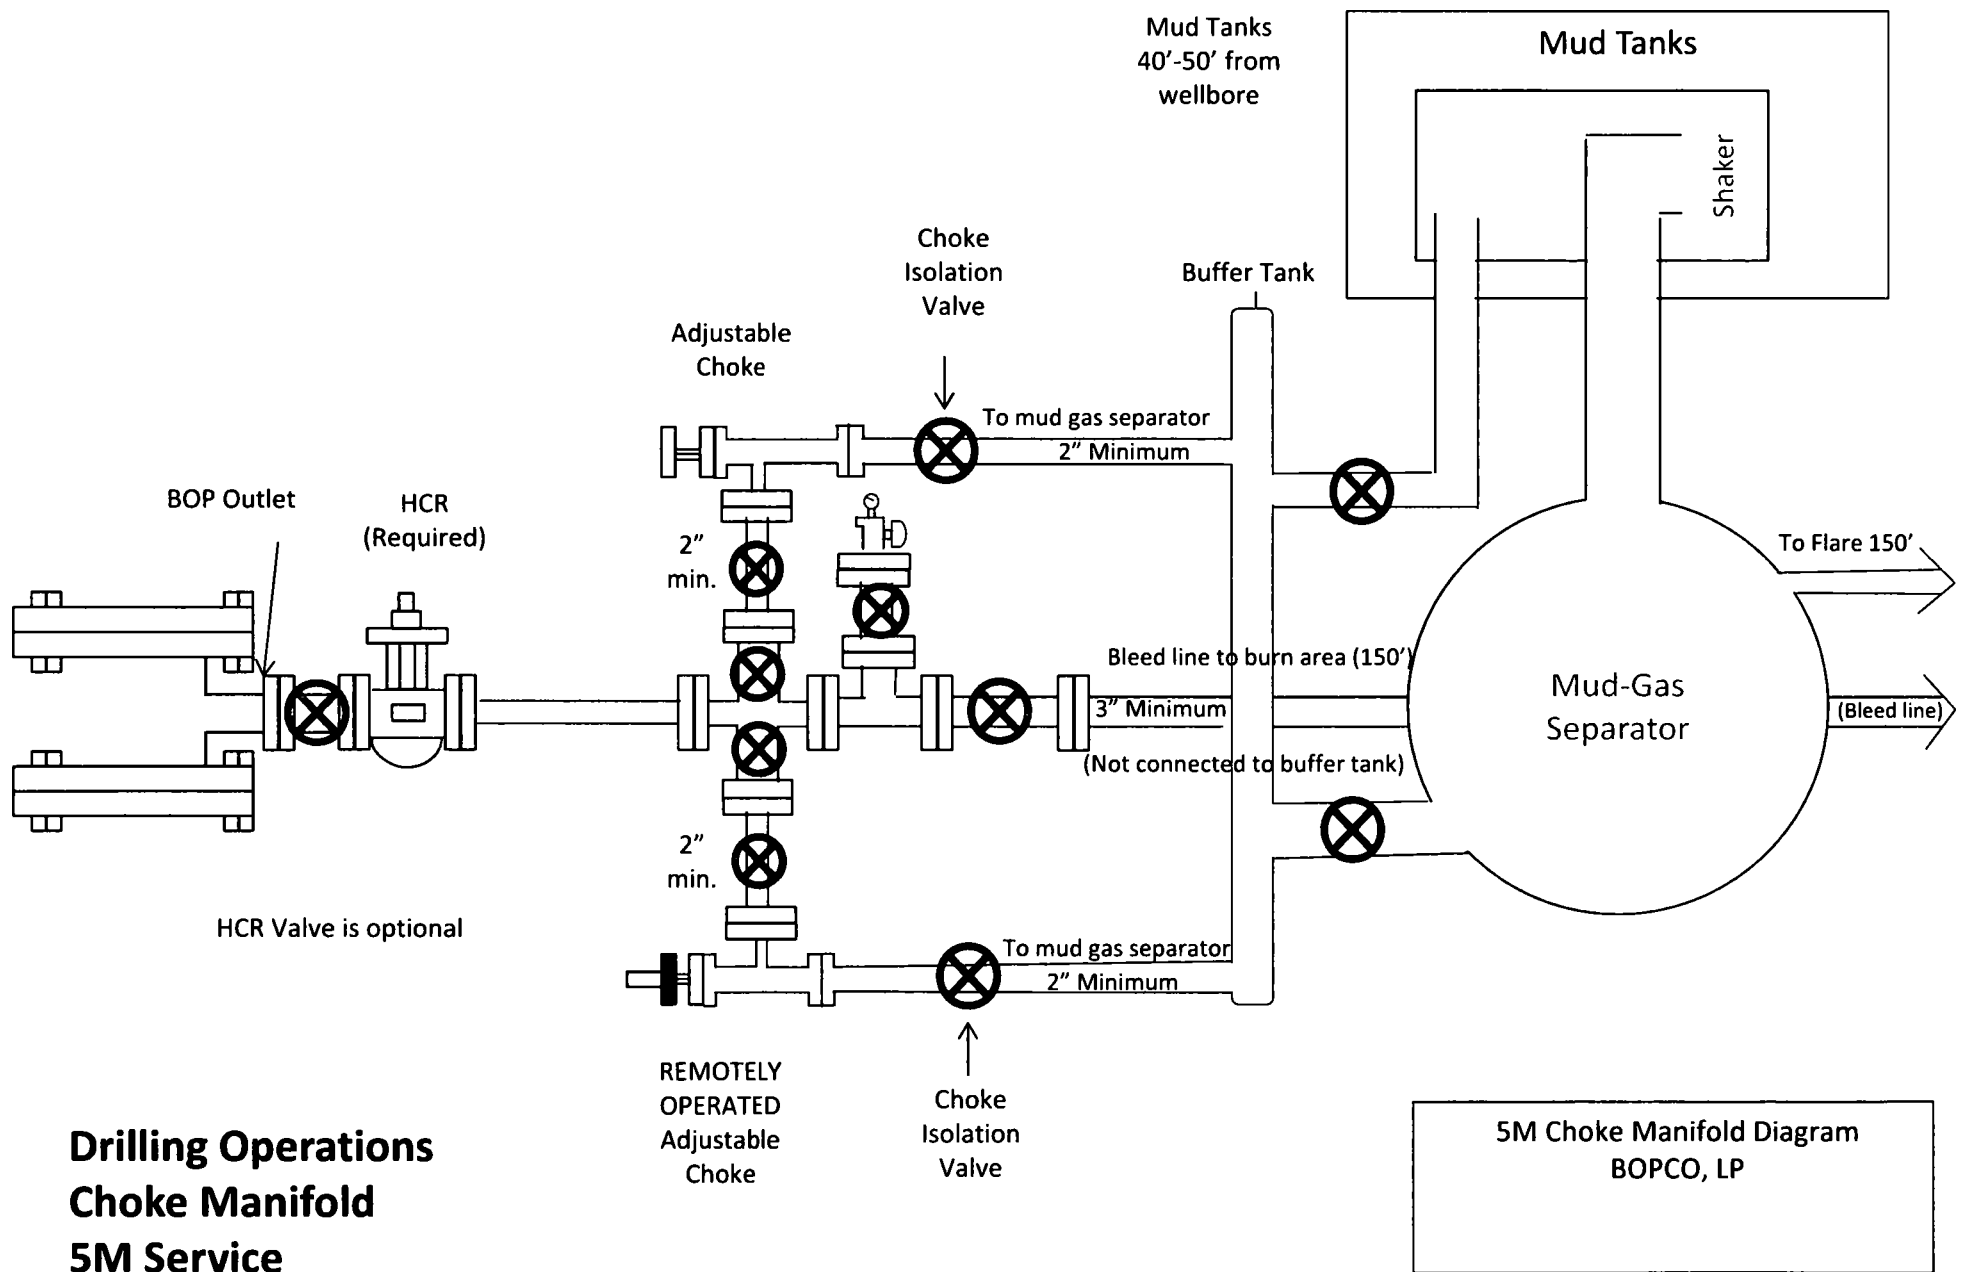 Mud Tanks
40’-50’ from
wellbore
Mud Tanks
Shaker
Choke
Isolation
Valve
Buffer Tank
Adjustable
Choke
To mud gas separator
2” Minimum
BOP Outlet
HCR
(Required)
2”
min.
To Flare 150’
Bleed line to burn area (150’)
3” Minimum
(Not connected to buffer tank)
Mud-Gas
Separator
(Bleed line)
2”
min.
HCR Valve is optional
To mud gas separator
2” Minimum
REMOTELY
OPERATED
Adjustable
Choke
Choke
Isolation
Valve
Drilling Operations
Choke Manifold
5M Service
5M Choke Manifold Diagram
BOPCO, LP